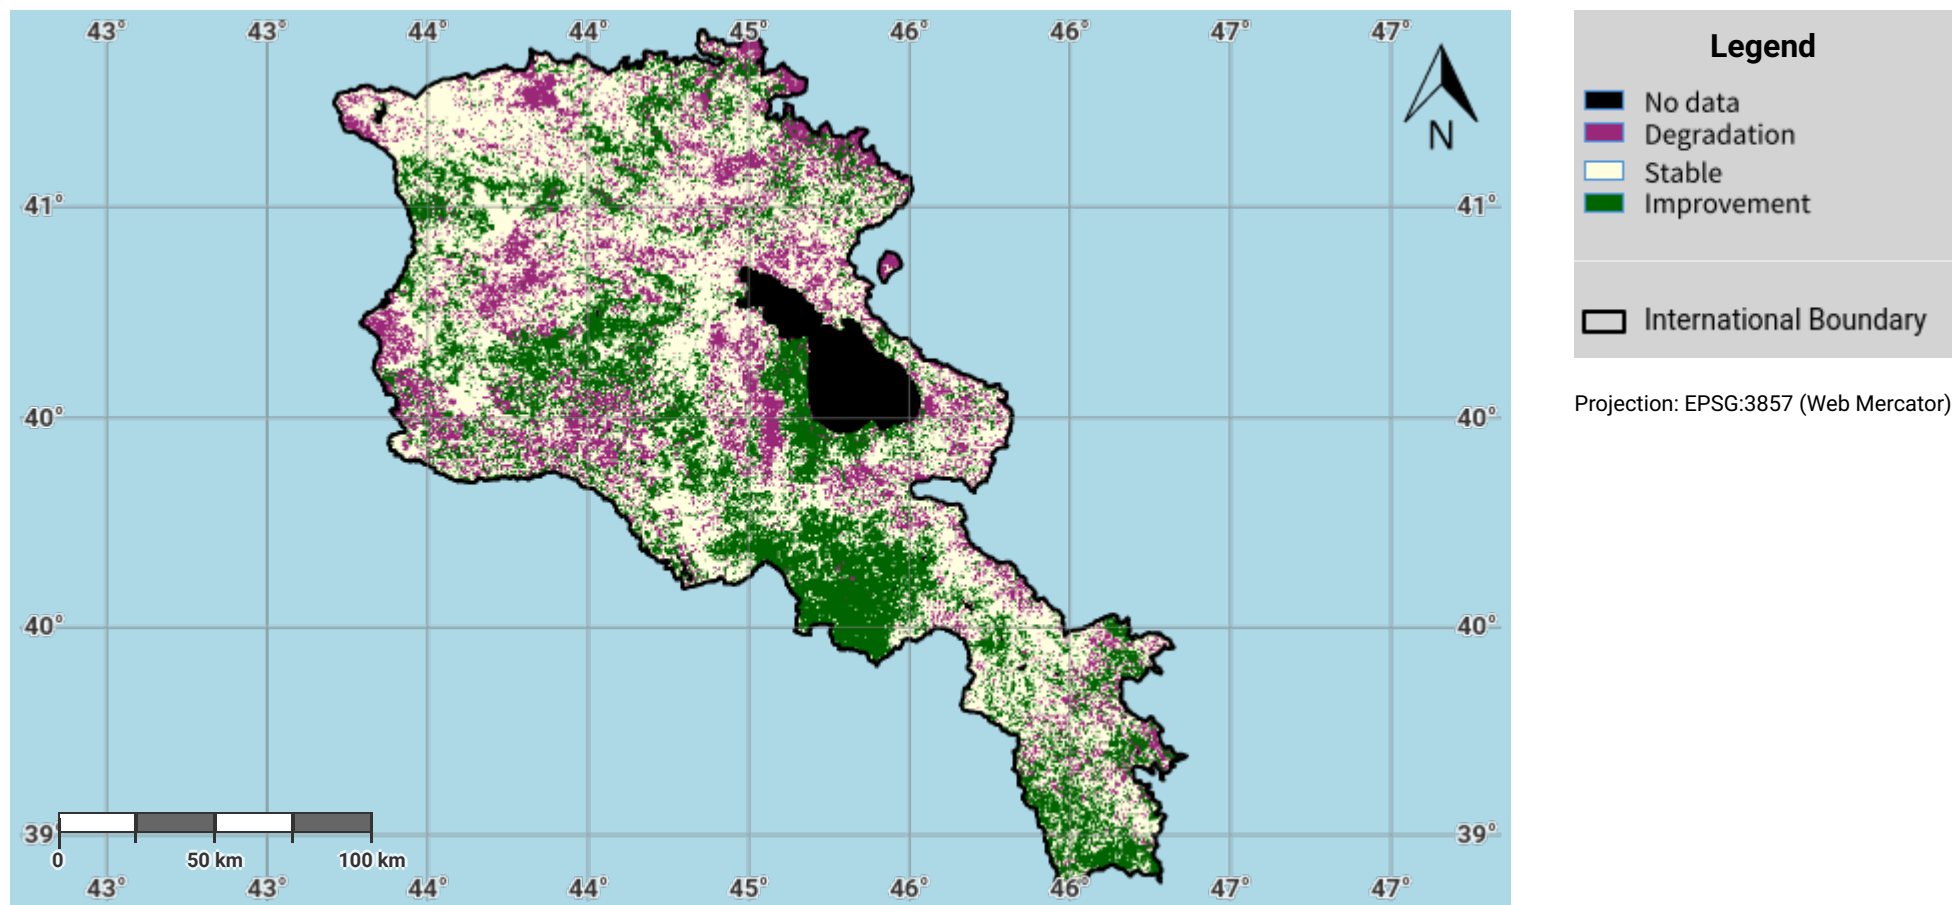 43° 43° 44° 44° 45° 46° 46° 47° 47°
N
41° 41°
40° 40°
40° 40°
39° 39°
0 50 km 100 km
43° 43° 44° 44° 45° 46° 46° 47° 47°
Legend
No data
Degradation
Stable
Improvement
International Boundary
Projection: EPSG:3857 (Web Mercator)